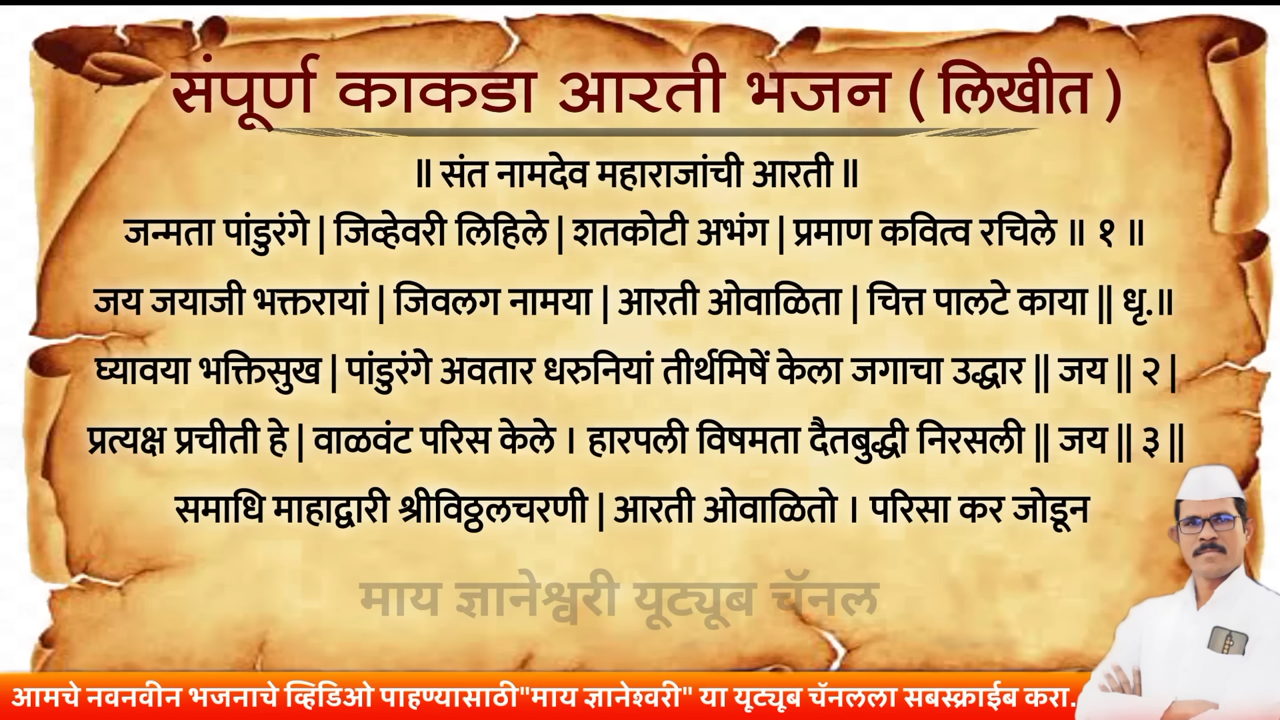 संपूर्ण काकडा आरती भजन ( लिखीत )
॥ संत नामदेव महाराजांची आरती ॥
जन्मता पांडुरंगे | जिव्हेवरी लिहिले | शतकोटी अभंग | प्रमाण कवित्व रचिले ॥ १ ॥
जय जयाजी भक्तरायां | जिवलग नामया | आरती ओवाळिता | चित्त पालटे काया || धृ.॥
घ्यावया भक्तिसुख | पांडुरंगे अवतार धरुनियां तीर्थमिषें केला जगाचा उद्धार || जय || २ |
प्रत्यक्ष प्रचीती हे | वाळवंट परिस केले । हारपली विषमता दैतबुद्धी निरसली || जय || ३ ||
समाधि माहाद्वारी श्रीविठ्ठलचरणी | आरती ओवाळितो । परिसा कर जोडून
माय ज्ञानेश्वरी यूट्यूब चॅनल
आमचे नवनवीन भजनाचे व्हिडिओ पाहण्यासाठी"माय ज्ञानेश्वरी" या यूट्यूब चॅनलला सबस्क्राईब करा.